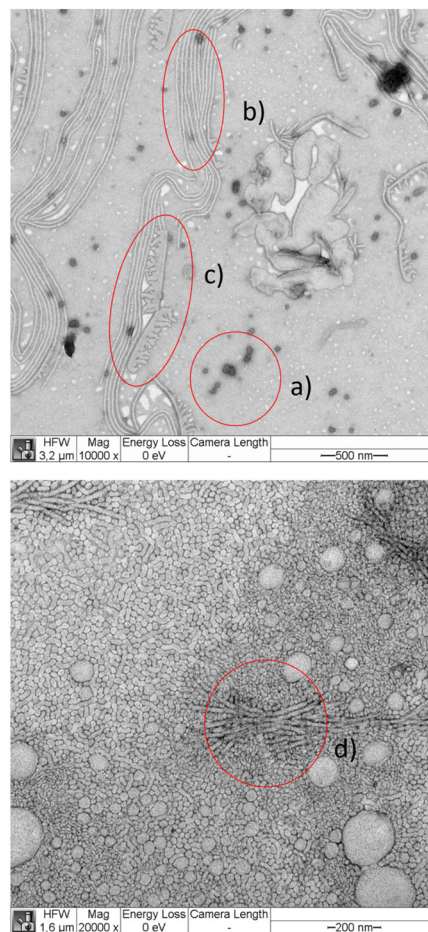 b)
c)
a)
HFW Mag Energy Loss Camera Length
3,2 µm 10000 x 0 eV - 500 nm
d)
HFW Mag Energy Loss Camera Length
1,6 µm 20000 x 0 eV - 200 nm